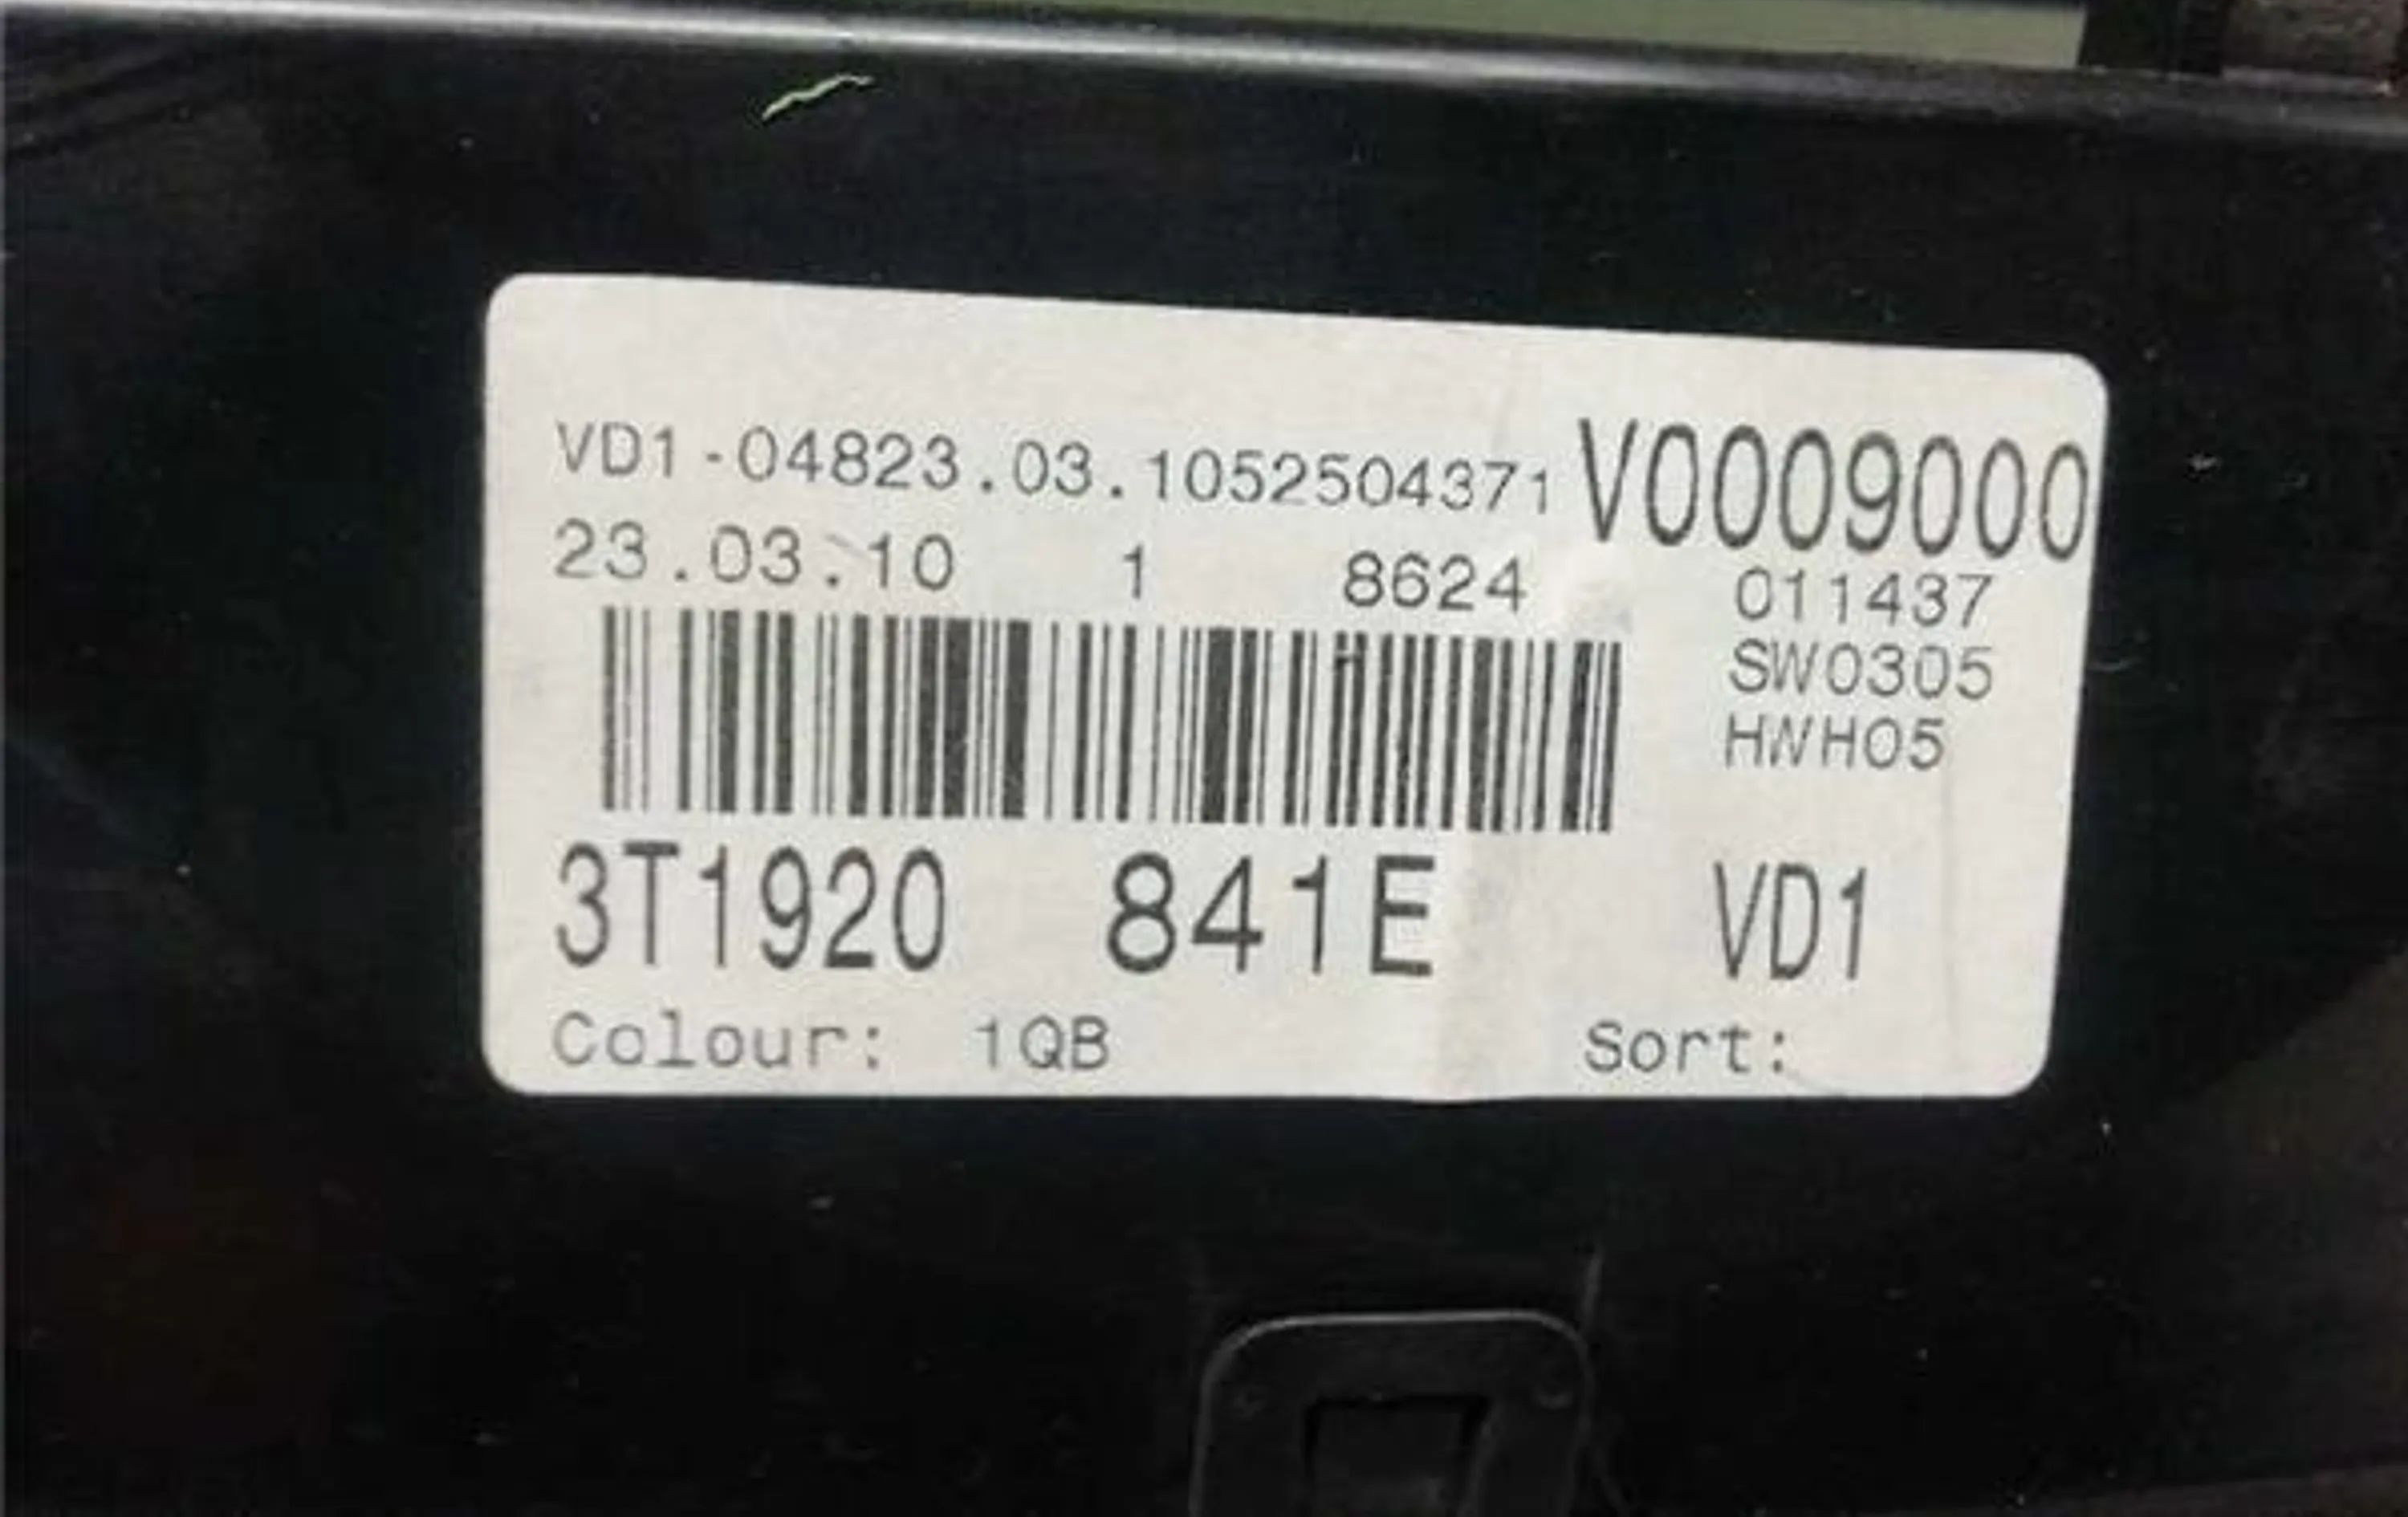 VD1-04823.03.1052504371 V0009000
23.03.10 1 8624 011437
SW0305
HWH05
3T1920 841E VD1
Colour: 1QB Sort: